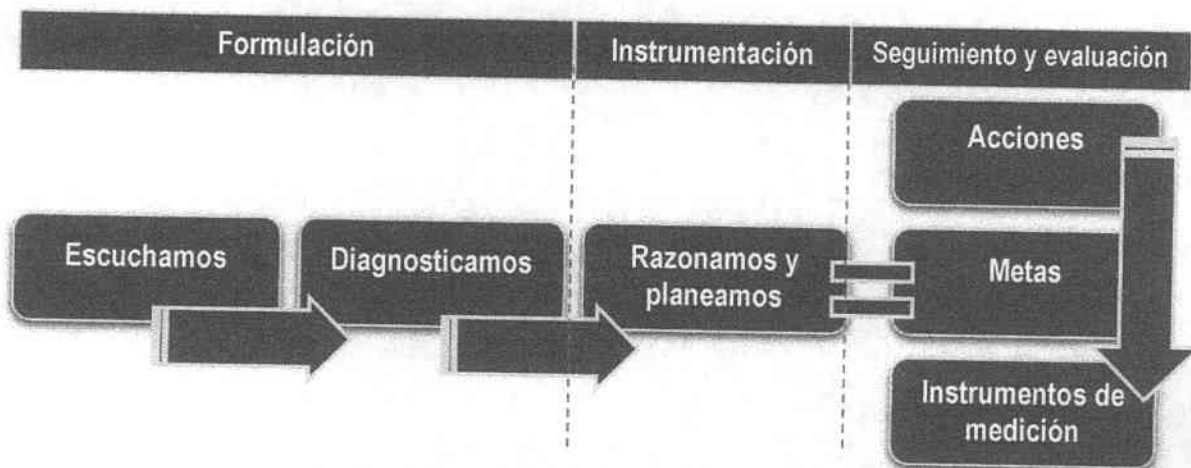 Formulación
Instrumentación
Seguimiento y evaluación
Escuchamos
Diagnosticamos
Razonamos y
planeamos
Acciones
Metas
Instrumentos de
medición